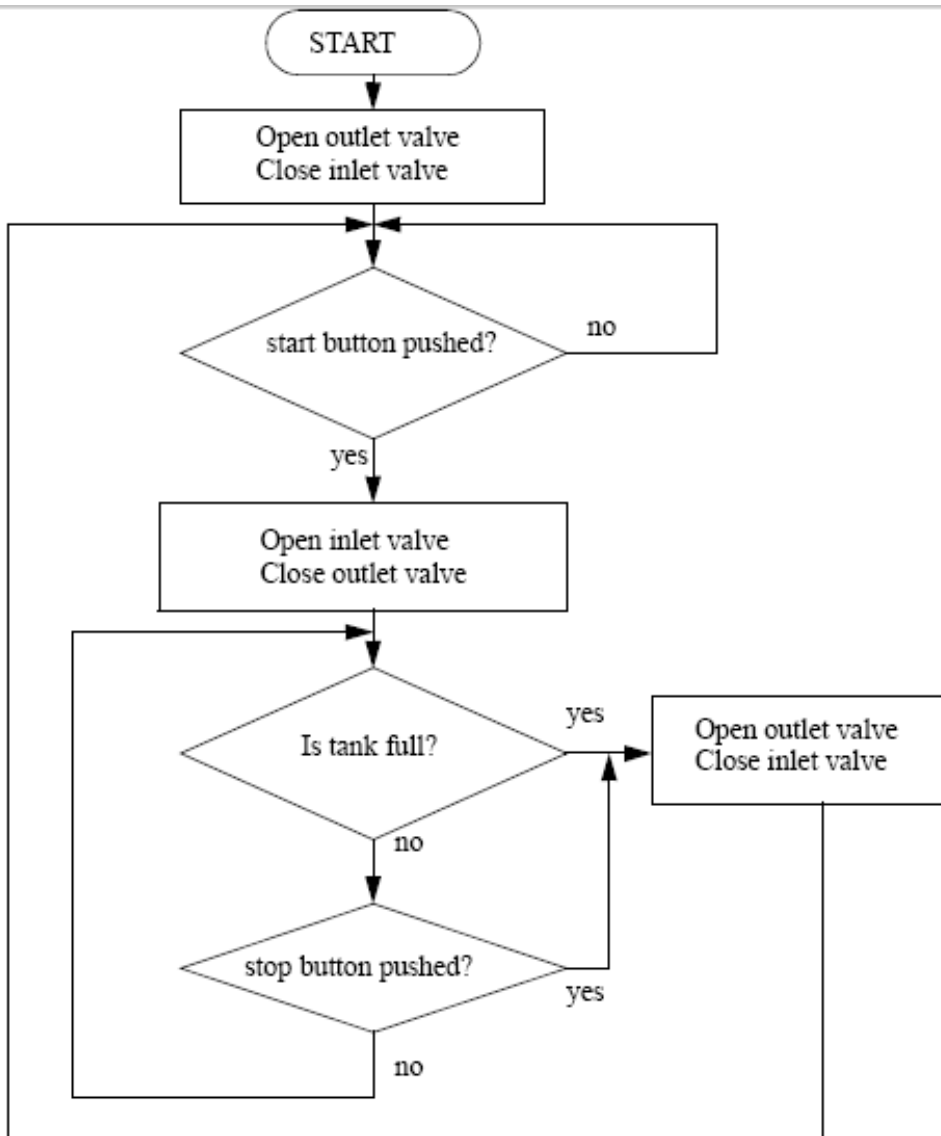 START
Open outlet valve
Close inlet valve
start button pushed?
no
yes
Open inlet valve
Close outlet valve
Is tank full?
yes
Open outlet valve
Close inlet valve
no
stop button pushed?
yes
no